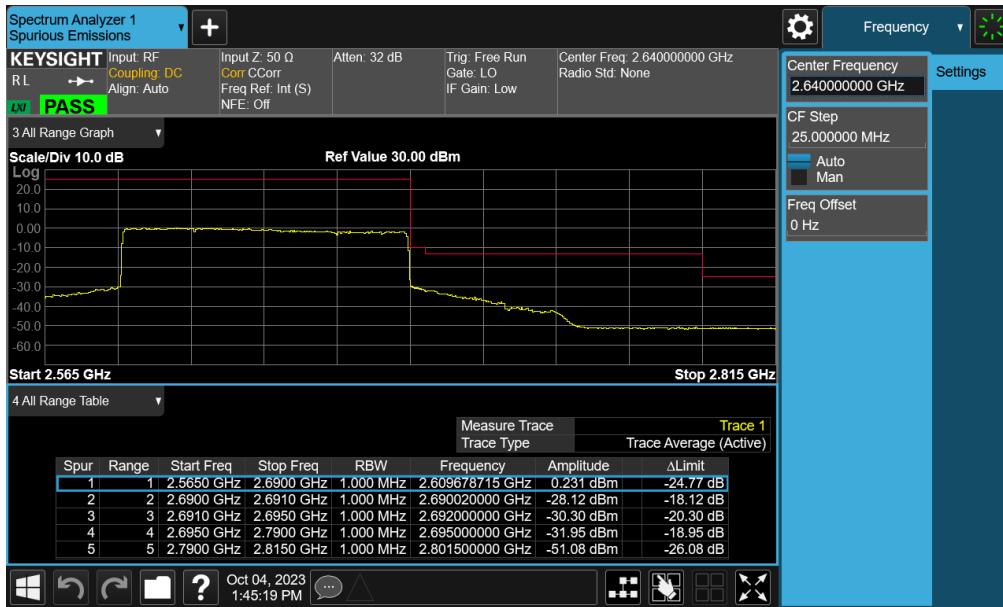 Spectrum Analyzer 1
Spurious Emissions
Frequency
KEYSIGHT
R L
LXI PASS
Input: RF
Coupling: DC
Align: Auto
Input Z: 50 Ω
Corr CCorr
Freq Ref: Int (S)
NFE: Off
Atten: 32 dB
Trig: Free Run
Gate: LO
IF Gain: Low
Center Freq: 2.640000000 GHz
Radio Std: None
Center Frequency
2.640000000 GHz
Settings
CF Step
25.000000 MHz
Auto
Man
Freq Offset
0 Hz
3 All Range Graph
Scale/Div 10.0 dB Ref Value 30.00 dBm
Log
20.0
10.0
0.00
-10.0
-20.0
-30.0
-40.0
-50.0
-60.0
Start 2.565 GHz Stop 2.815 GHz
4 All Range Table
Measure Trace Trace 1
Trace Type Trace Average (Active)
Spur Range Start Freq Stop Freq RBW Frequency Amplitude ΔLimit
1 1 2.5650 GHz 2.6900 GHz 1.000 MHz 2.609678715 GHz 0.231 dBm -24.77 dB
2 2 2.6900 GHz 2.6910 GHz 1.000 MHz 2.690020000 GHz -28.12 dBm -18.12 dB
3 3 2.6910 GHz 2.6950 GHz 1.000 MHz 2.692000000 GHz -30.30 dBm -20.30 dB
4 4 2.6950 GHz 2.7900 GHz 1.000 MHz 2.695000000 GHz -31.95 dBm -18.95 dB
5 5 2.7900 GHz 2.8150 GHz 1.000 MHz 2.801500000 GHz -51.08 dBm -26.08 dB
Oct 04, 2023
1:45:19 PM